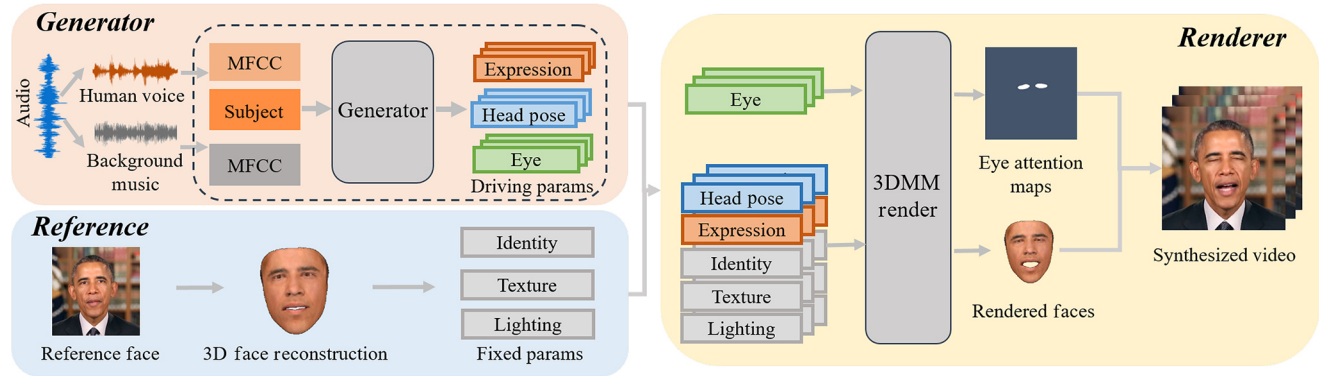 Generator
Audio
Human voice
Background
music
MFCC
Subject
MFCC
Generator
Expression
Head pose
Eye
Driving params
Reference
Reference face
3D face reconstruction
Identity
Texture
Lighting
Fixed params
Renderer
Eye
Head pose
Expression
Identity
Texture
Lighting
3DMM
render
Eye attention
maps
Rendered faces
Synthesized video